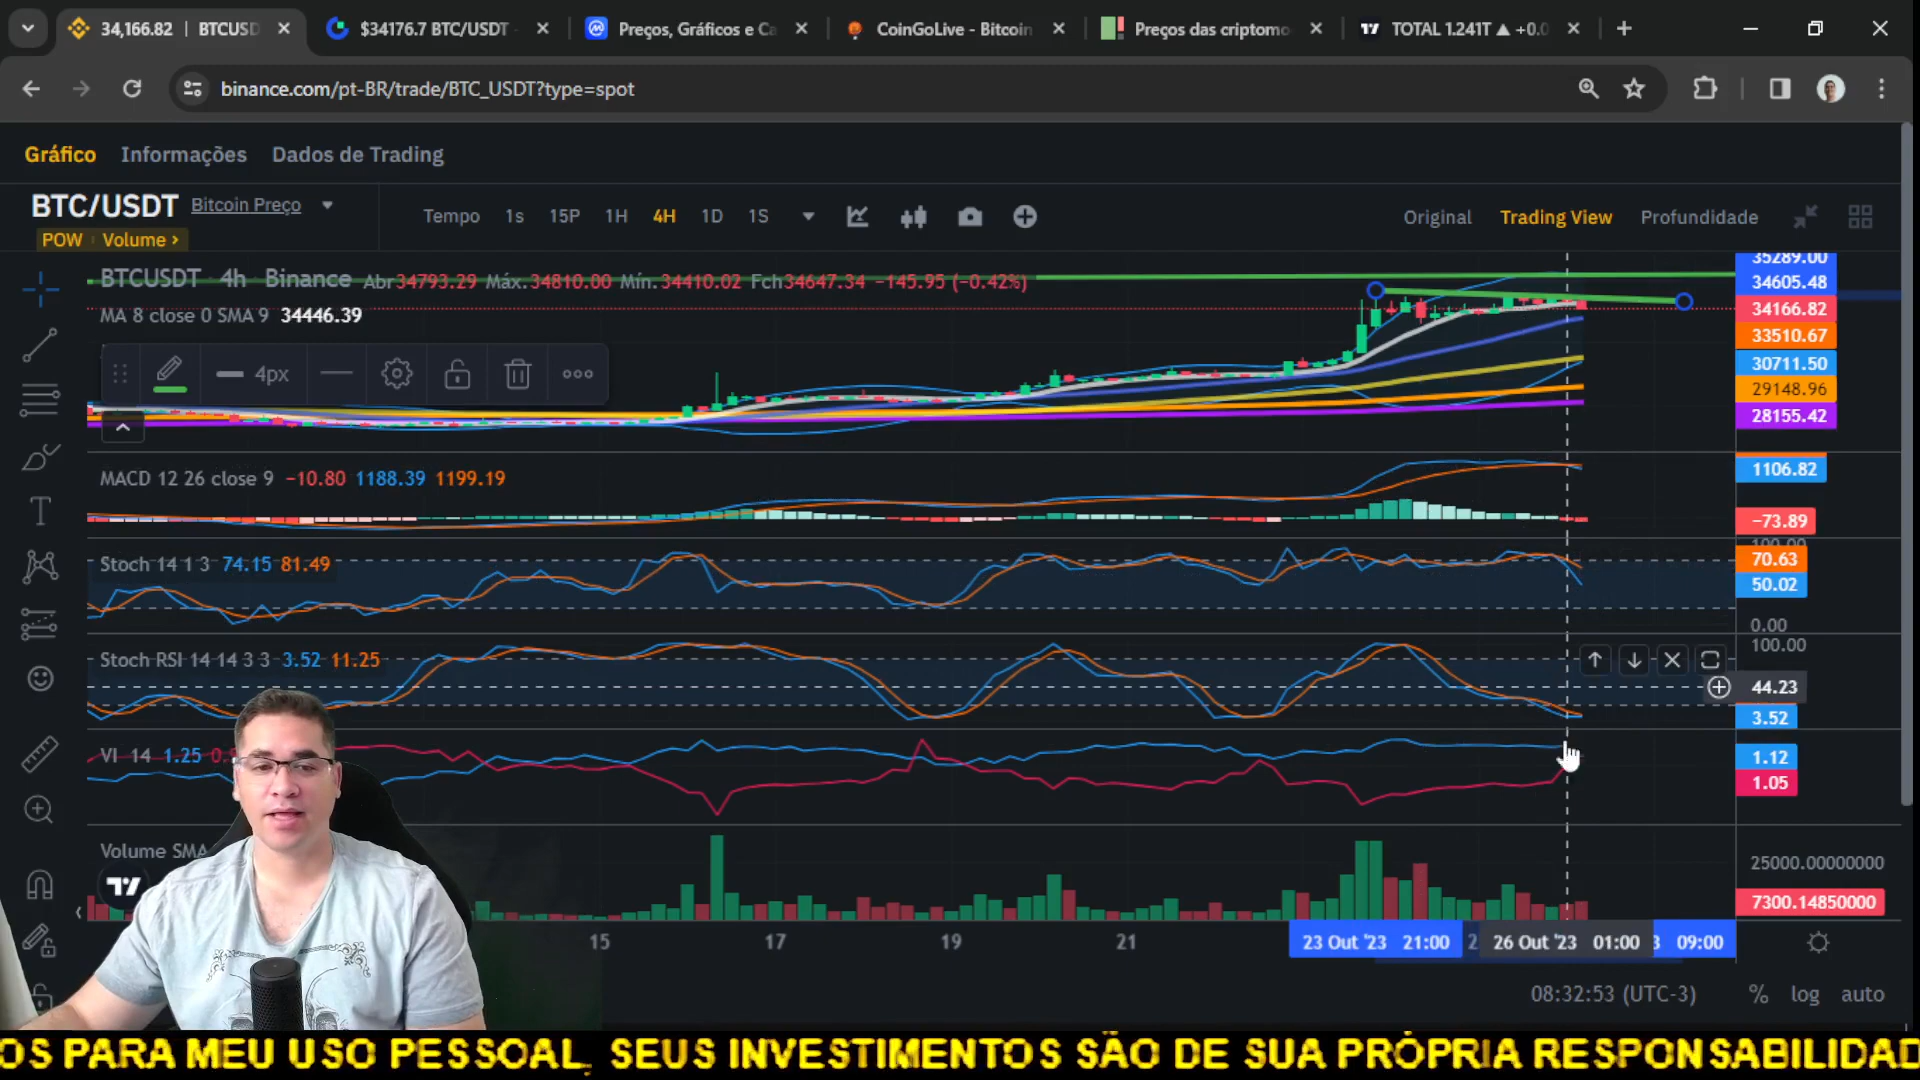 34,166.82 | BTCUSD
$34176.7 BTC/USDT
Preços, Gráficos e Ca
CoinGoLive - Bitcoin
Preços das criptomo
TOTAL 1.241T ▲ +0.0
binance.com/pt-BR/trade/BTC_USDT?type=spot
Gráfico Informações Dados de Trading
BTC/USDT Bitcoin Preço
POW Volume >
Tempo 1s 15P 1H 4H 1D 1S
Original Trading View Profundidade
BTCUSDT 4h Binance Abr34793.29 Máx.34810.00 Mín.34410.02 Fch34647.34 −145.95 (−0.42%)
MA 8 close 0 SMA 9 34446.39
4px
35289.00
34605.48
34166.82
33510.67
30711.50
29148.96
28155.42
MACD 12 26 close 9 −10.80 1188.39 1199.19
1106.82
−73.89
Stoch 14 1 3 74.15 81.49
100.00
70.63
50.02
0.00
Stoch RSI 14 14 3 3 3.52 11.25
100.00
44.23
3.52
VI 14 1.25
1.12
1.05
Volume SMA
25000.00000000
7300.14850000
15 17 19 21 23 Out '23 21:00 26 Out '23 01:00 3 09:00
08:32:53 (UTC-3) % log auto
OS PARA MEU USO PESSOAL, SEUS INVESTIMENTOS SÃO DE SUA PRÓPRIA RESPONSABILIDAD